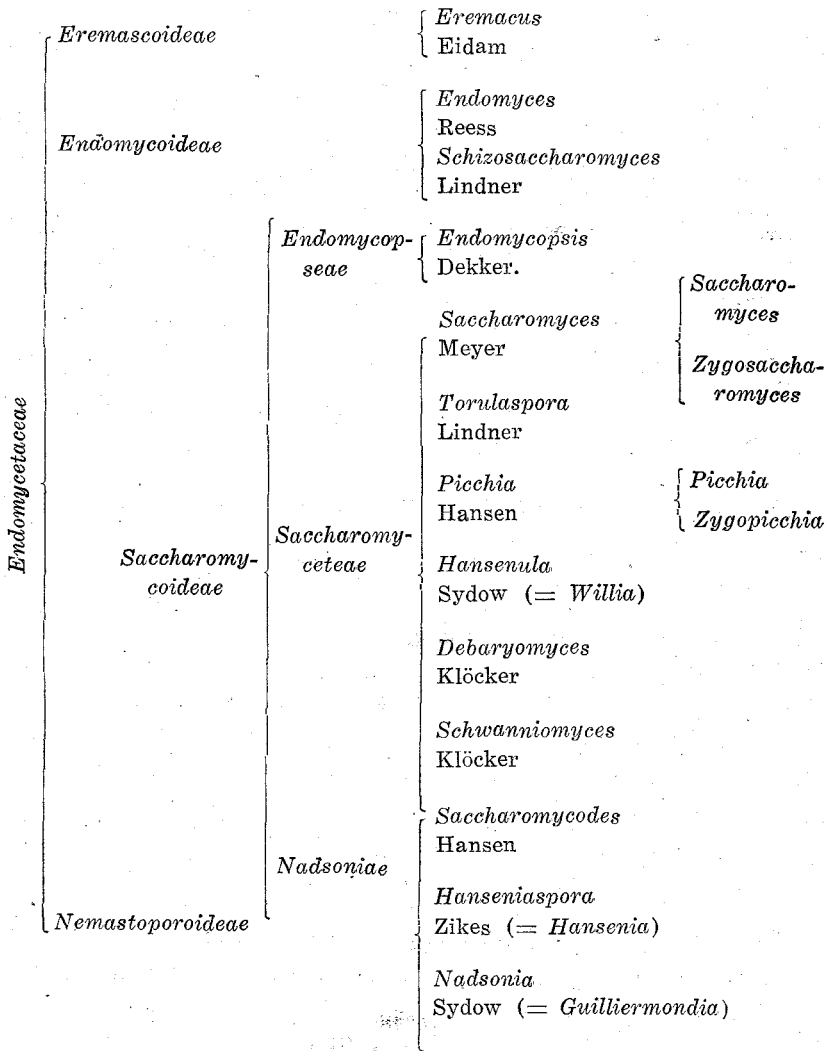 Endomycetaceae
Eremascoideae
Eremacus
Eidam
Endomycoideae
Endomyces
Reess
Schizosaccharomyces
Lindner
Saccharomy-
coideae
Endomycop-
seae
Endomycopsis
Dekker.
Saccharomy-
ceteae
Saccharomyces
Meyer
Saccharo-
myces
Zygosaccha-
romyces
Torulaspora
Lindner
Picchia
Hansen
Picchia
Zygopicchia
Hansenula
Sydow (= Willia)
Debaryomyces
Klöcker
Schwanniomyces
Klöcker
Nadsoniae
Saccharomycodes
Hansen
Hanseniaspora
Zikes (= Hansenia)
Nadsonia
Sydow (= Guilliermondia)
Nemastoporoideae